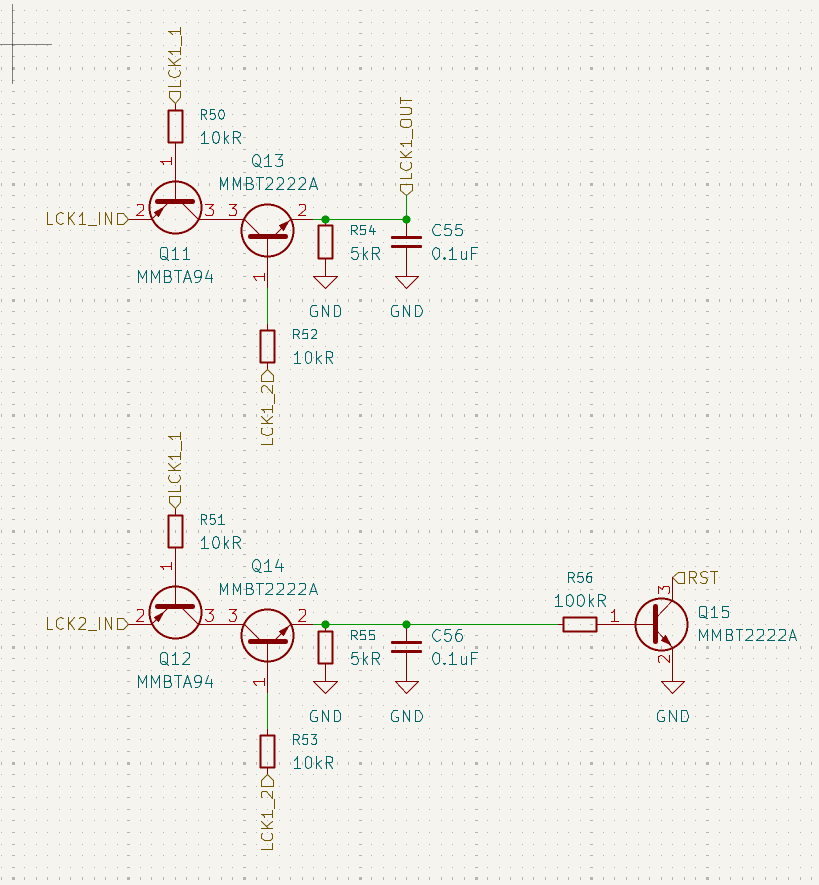 LCK1_1
R50
10kR
1
Q13
MMBT2222A
LCK1_OUT
LCK1_IN
2
3
3
2
Q11
MMBTA94
1
R54
5kR
C55
0.1uF
GND
GND
R52
10kR
LCK1_2
LCK1_1
R51
10kR
1
Q14
MMBT2222A
LCK2_IN
2
3
3
2
Q12
MMBTA94
1
R55
5kR
C56
0.1uF
GND
GND
R53
10kR
LCK1_2
R56
100kR
1
3
RST
Q15
MMBT2222A
2
GND